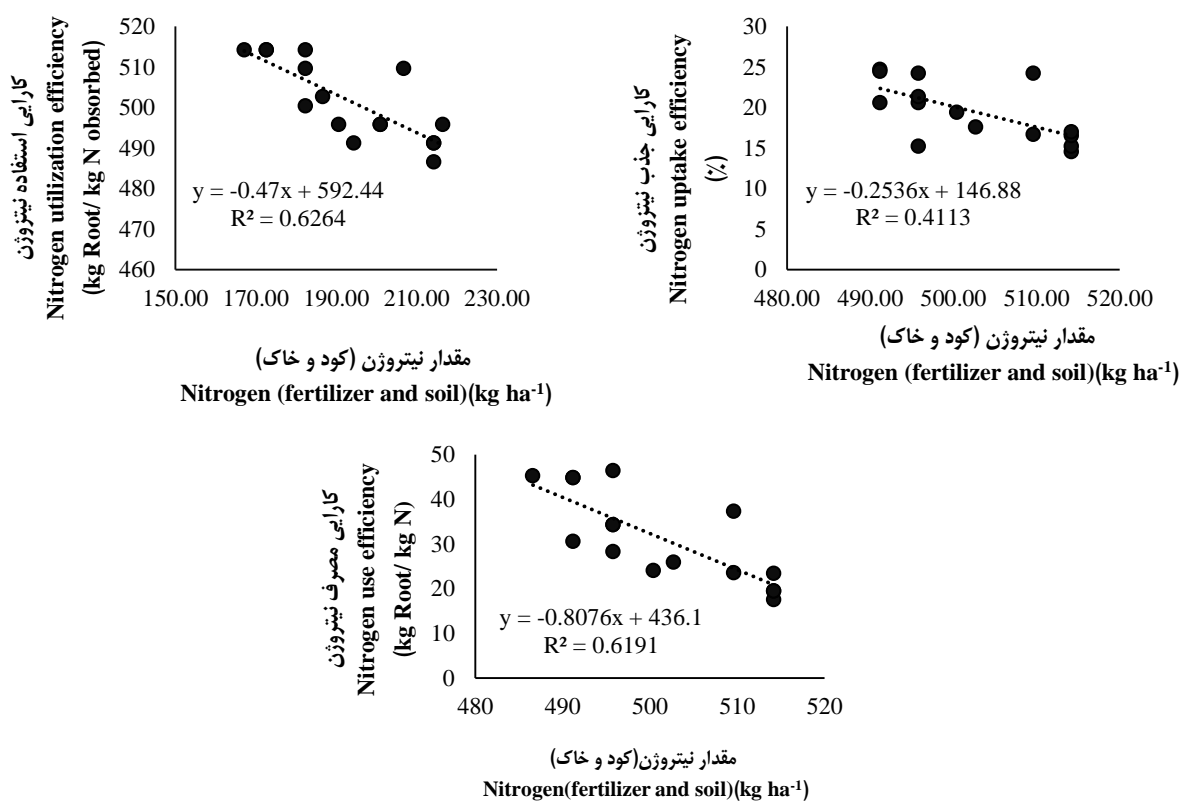 کارایی استفاده نیتروژن
Nitrogen utilization efficiency
(kg Root/ kg N obsorbed)
520
510
500
490
480
470
460
y = -0.47x + 592.44
R² = 0.6264
150.00 170.00 190.00 210.00 230.00
مقدار نیتروژن (کود و خاک)
Nitrogen (fertilizer and soil)(kg ha-1)
کارایی جذب نیتروژن
Nitrogen uptake efficiency
(%)
30
25
20
15
10
5
0
y = -0.2536x + 146.88
R² = 0.4113
480.00 490.00 500.00 510.00 520.00
مقدار نیتروژن (کود و خاک)
Nitrogen (fertilizer and soil)(kg ha-1)
کارایی مصرف نیتروژن
Nitrogen use efficiency
(kg Root/ kg N)
50
40
30
20
10
0
y = -0.8076x + 436.1
R² = 0.6191
480 490 500 510 520
مقدار نیتروژن(کود و خاک)
Nitrogen(fertilizer and soil)(kg ha-1)